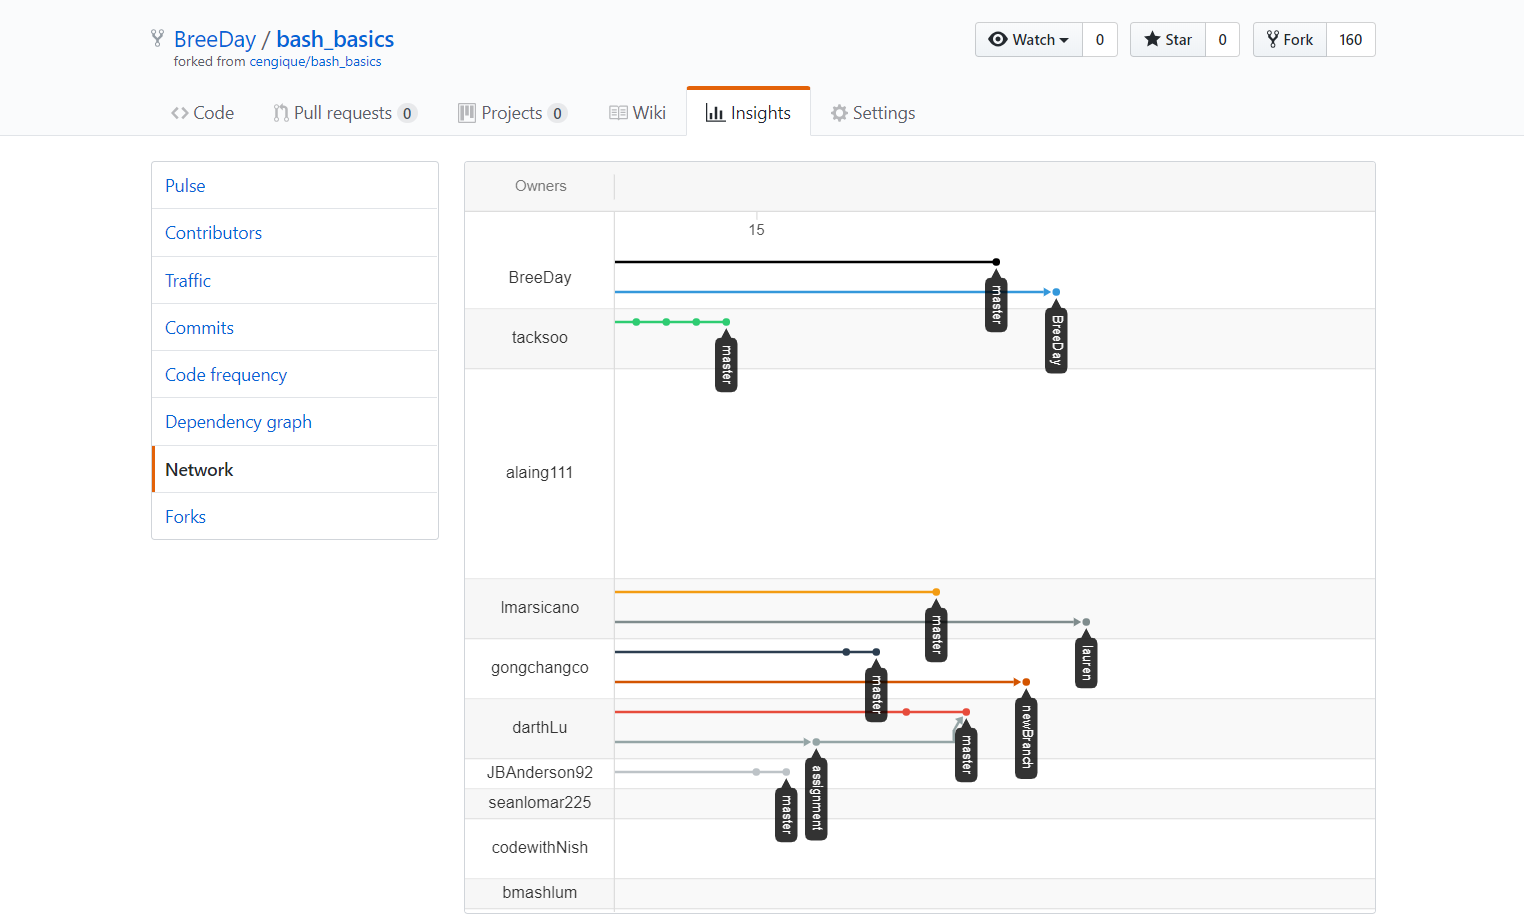 BreeDay / bash_basics
forked from cengique/bash_basics
Watch 0
Star 0
Fork 160
Code
Pull requests 0
Projects 0
Wiki
Insights
Settings
Pulse
Contributors
Traffic
Commits
Code frequency
Dependency graph
Network
Forks
Owners
15
BreeDay
master
BreeDay
tacksoo
master
alaing111
lmarsicano
master
lauren
gongchangco
master
newBranch
darthLu
master
assignment
JBAnderson92
master
seanlomar225
codewithNish
bmashlum